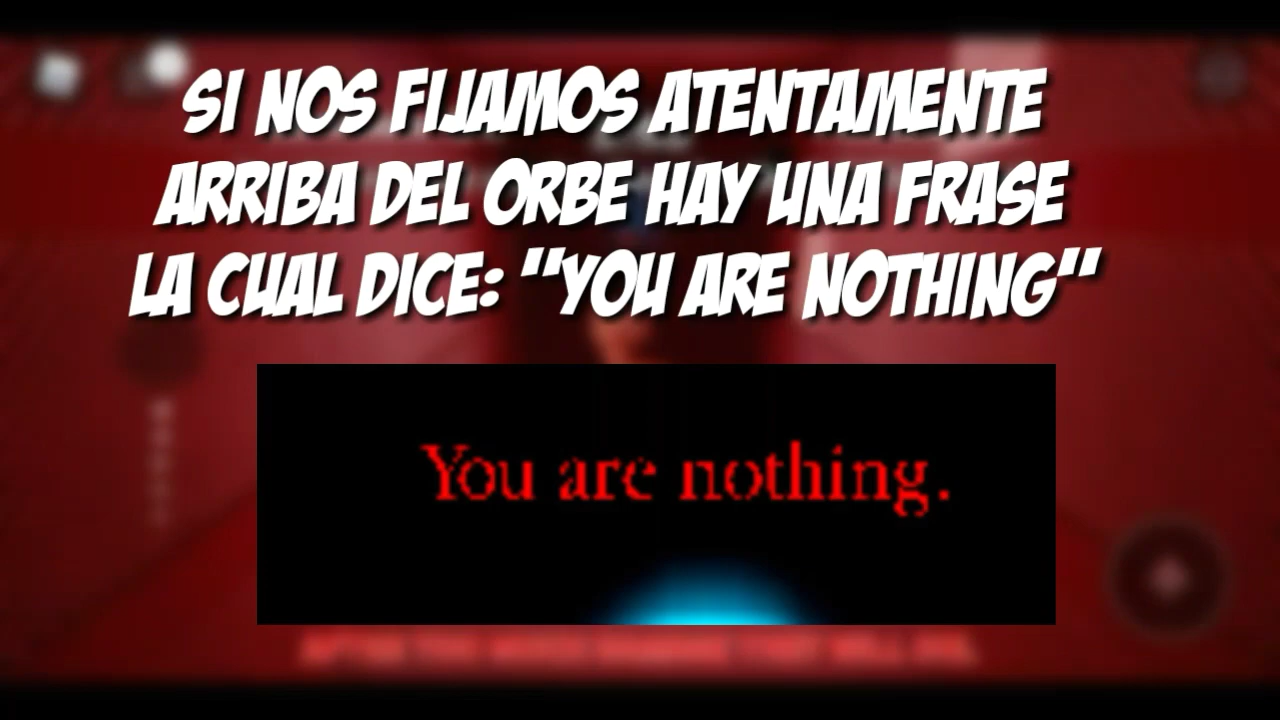 SI NOS FIJAMOS ATENTAMENTE
ARRIBA DEL ORBE HAY UNA FRASE
LA CUAL DICE: "YOU ARE NOTHING"
You are nothing.